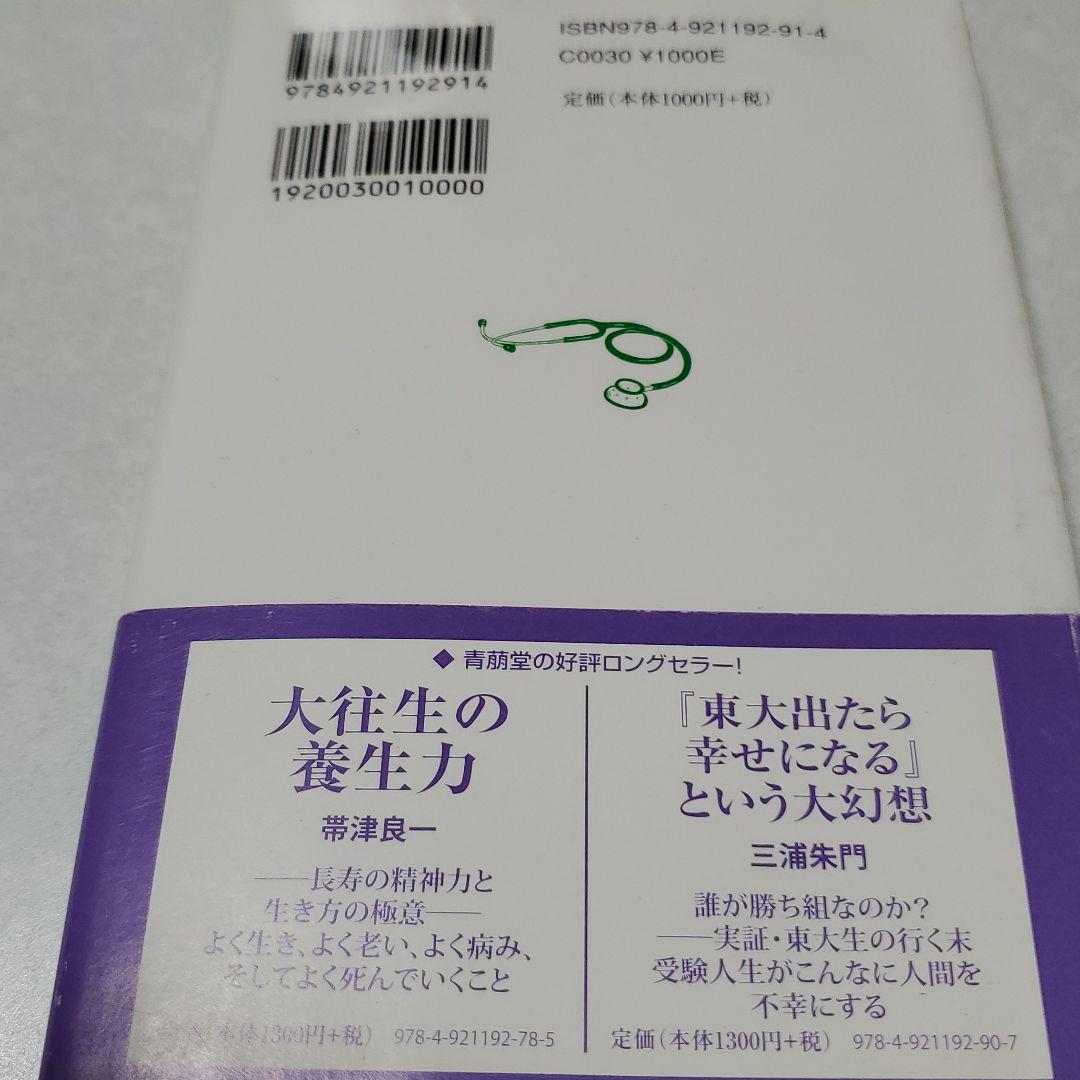 ISBN978-4-921192-91-4
C0030 ¥1000E
定価(本体1000円+税)
9784921192914
1920030010000
◆ 青萠堂の好評ロングセラー!
大往生の
養生力
帯津良一
――長寿の精神力と
生き方の極意――
よく生き、よく老い、よく病み、
そしてよく死んでいくこと
(本体1300円+税) 978-4-921192-78-5
『東大出たら
幸せになる』
という大幻想
三浦朱門
誰が勝ち組なのか?
――実証・東大生の行く末
受験人生がこんなに人間を
不幸にする
定価(本体1300円+税) 978-4-921192-90-7